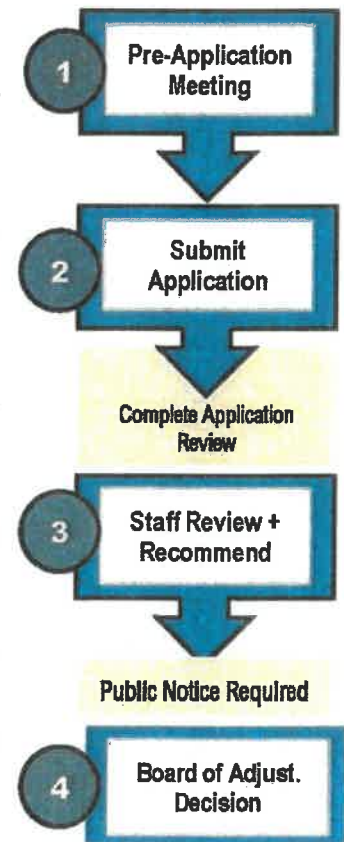 1
Pre-Application
Meeting
2
Submit
Application
Complete Application
Review
3
Staff Review +
Recommend
Public Notice Required
4
Board of Adjust.
Decision